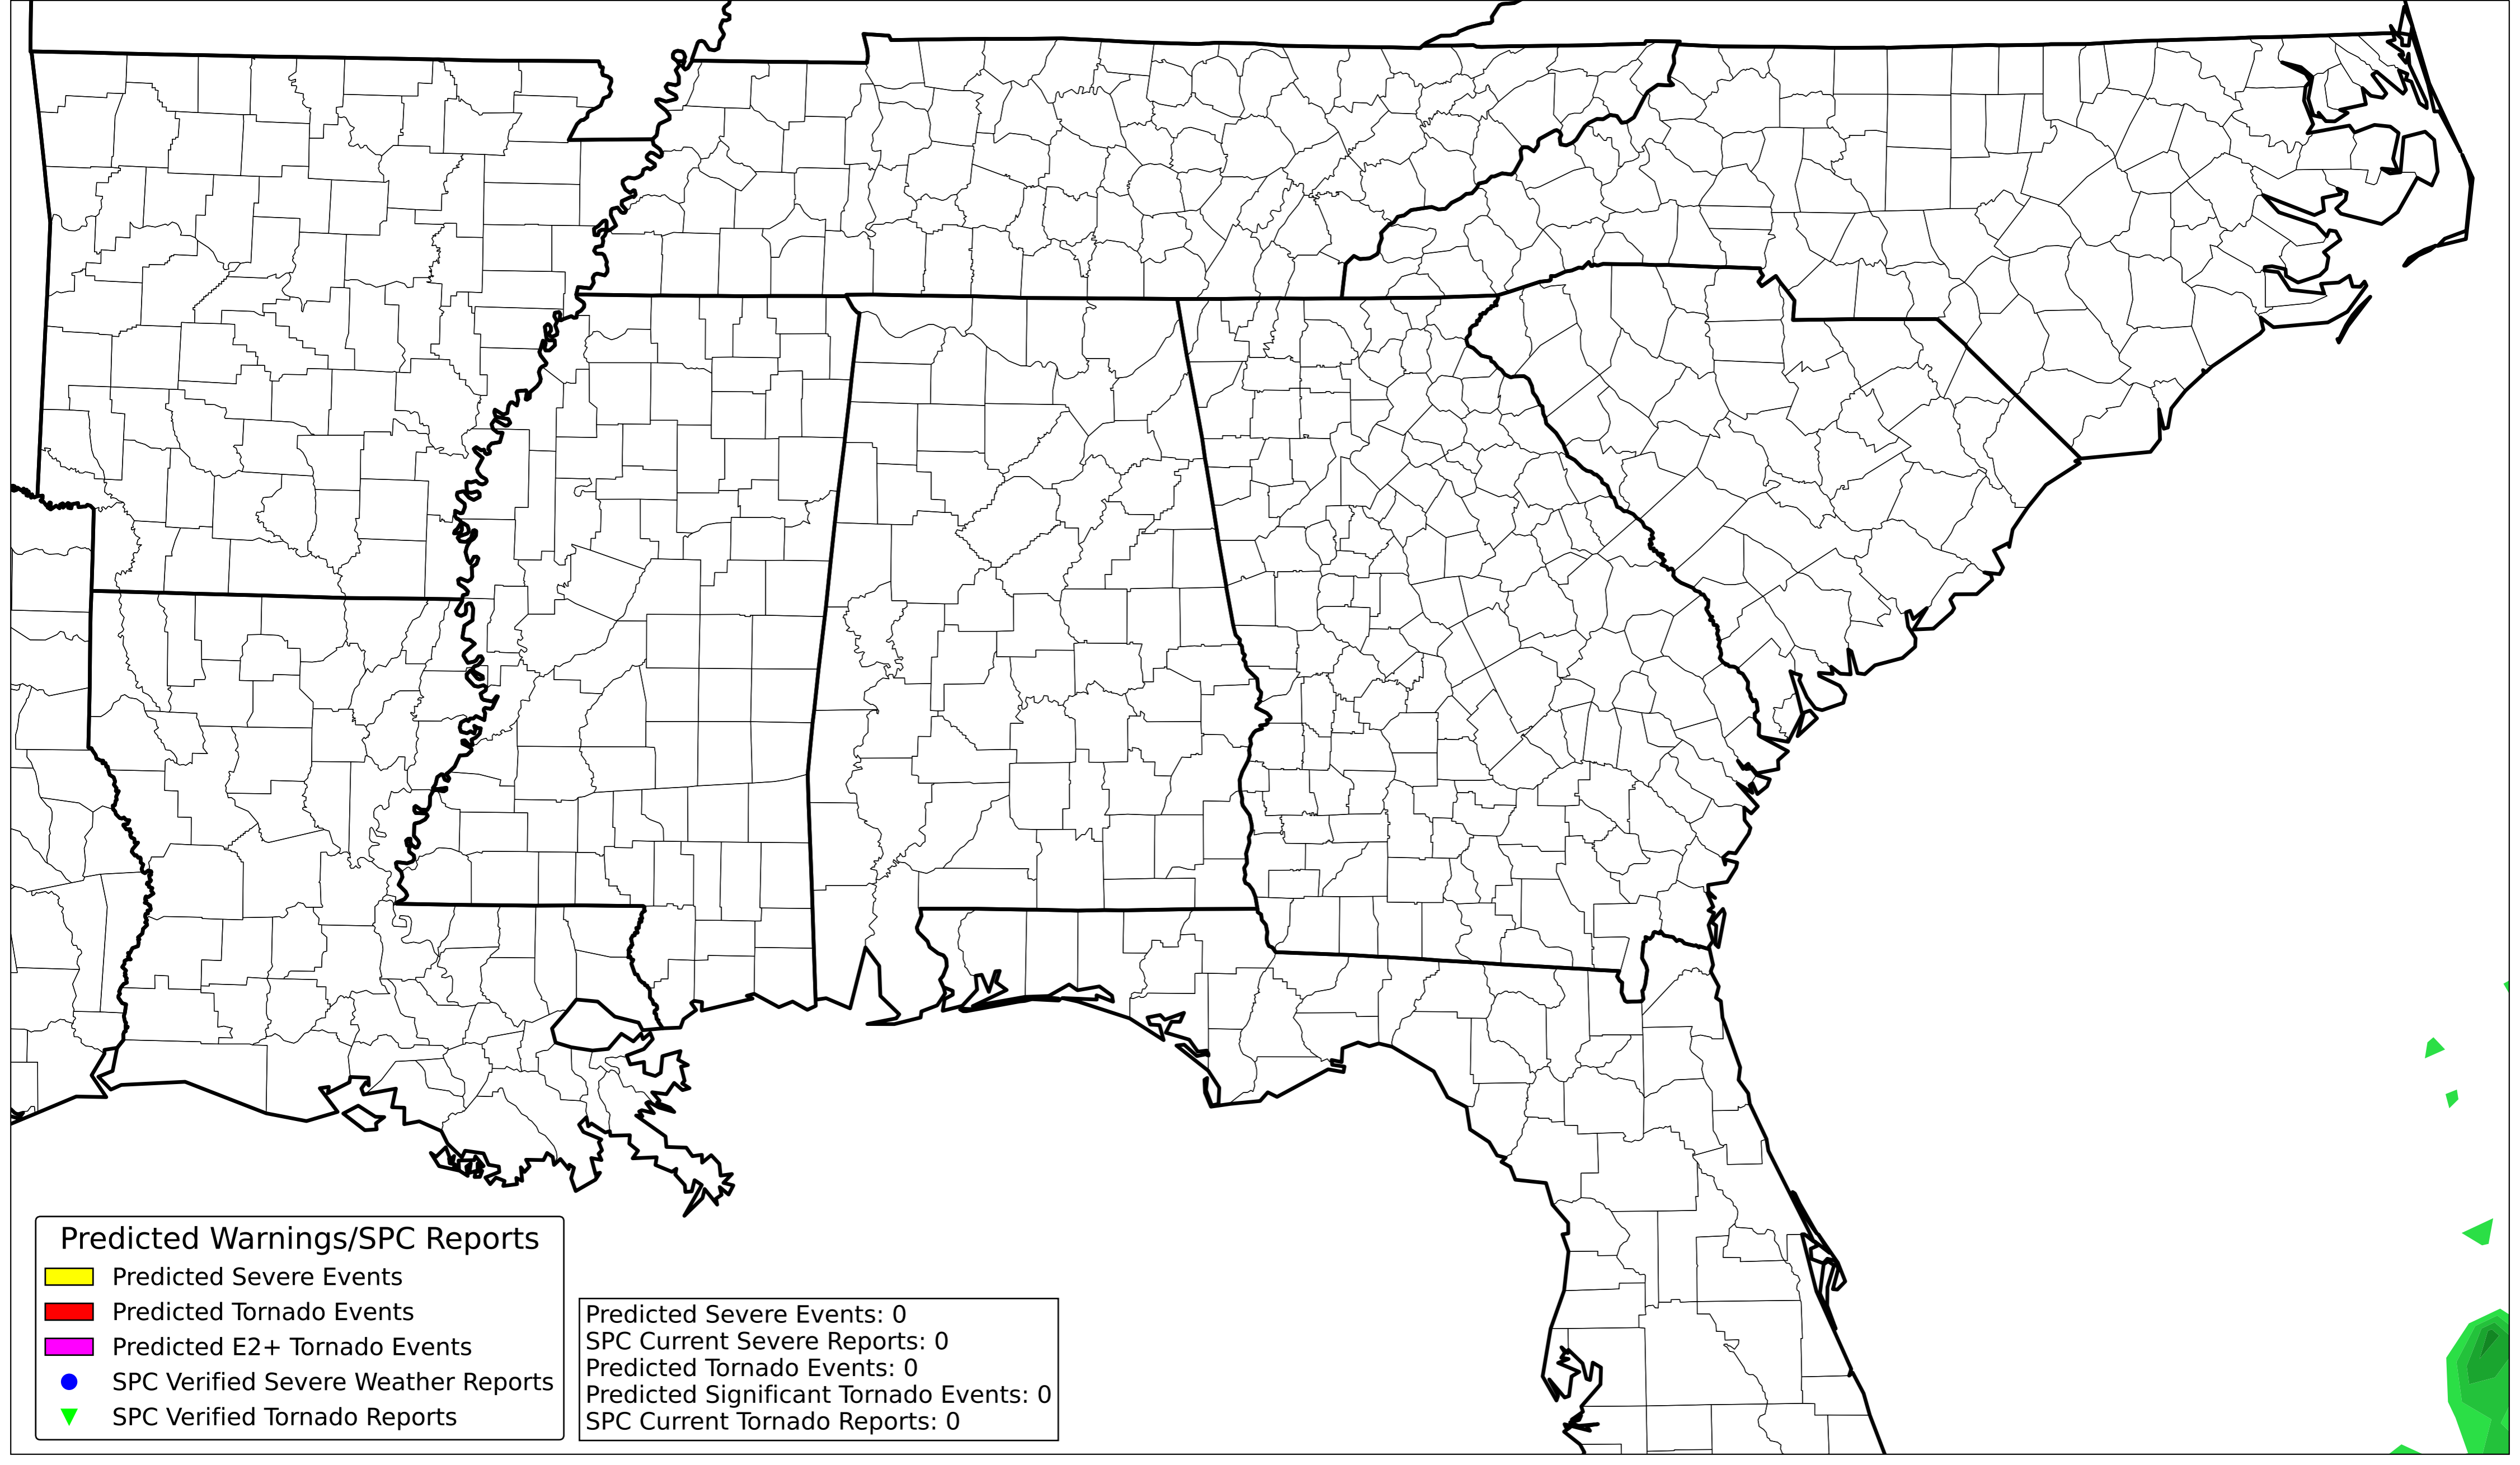 Predicted Warnings/SPC Reports
Predicted Severe Events
Predicted Tornado Events
Predicted E2+ Tornado Events
SPC Verified Severe Weather Reports
SPC Verified Tornado Reports
Predicted Severe Events: 0
SPC Current Severe Reports: 0
Predicted Tornado Events: 0
Predicted Significant Tornado Events: 0
SPC Current Tornado Reports: 0